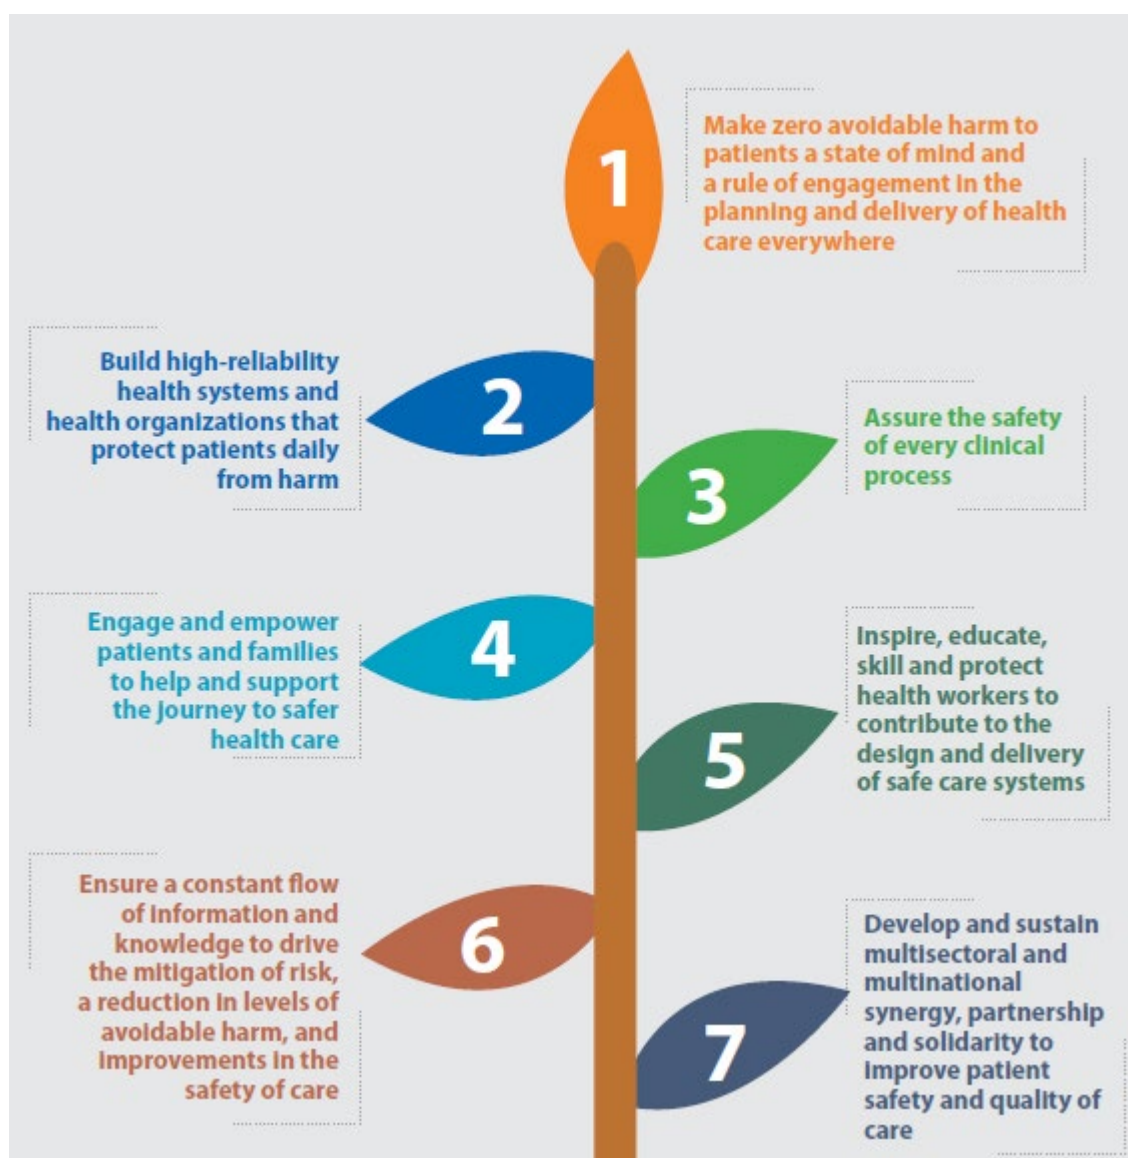 1
Make zero avoidable harm to
patients a state of mind and
a rule of engagement in the
planning and delivery of health
care everywhere
2
Build high-reliability
health systems and
health organizations that
protect patients daily
from harm
3
Assure the safety
of every clinical
process
4
Engage and empower
patients and families
to help and support
the journey to safer
health care
5
Inspire, educate,
skill and protect
health workers to
contribute to the
design and delivery
of safe care systems
6
Ensure a constant flow
of information and
knowledge to drive
the mitigation of risk,
a reduction in levels of
avoidable harm, and
improvements in the
safety of care
7
Develop and sustain
multisectoral and
multinational
synergy, partnership
and solidarity to
improve patient
safety and quality of
care